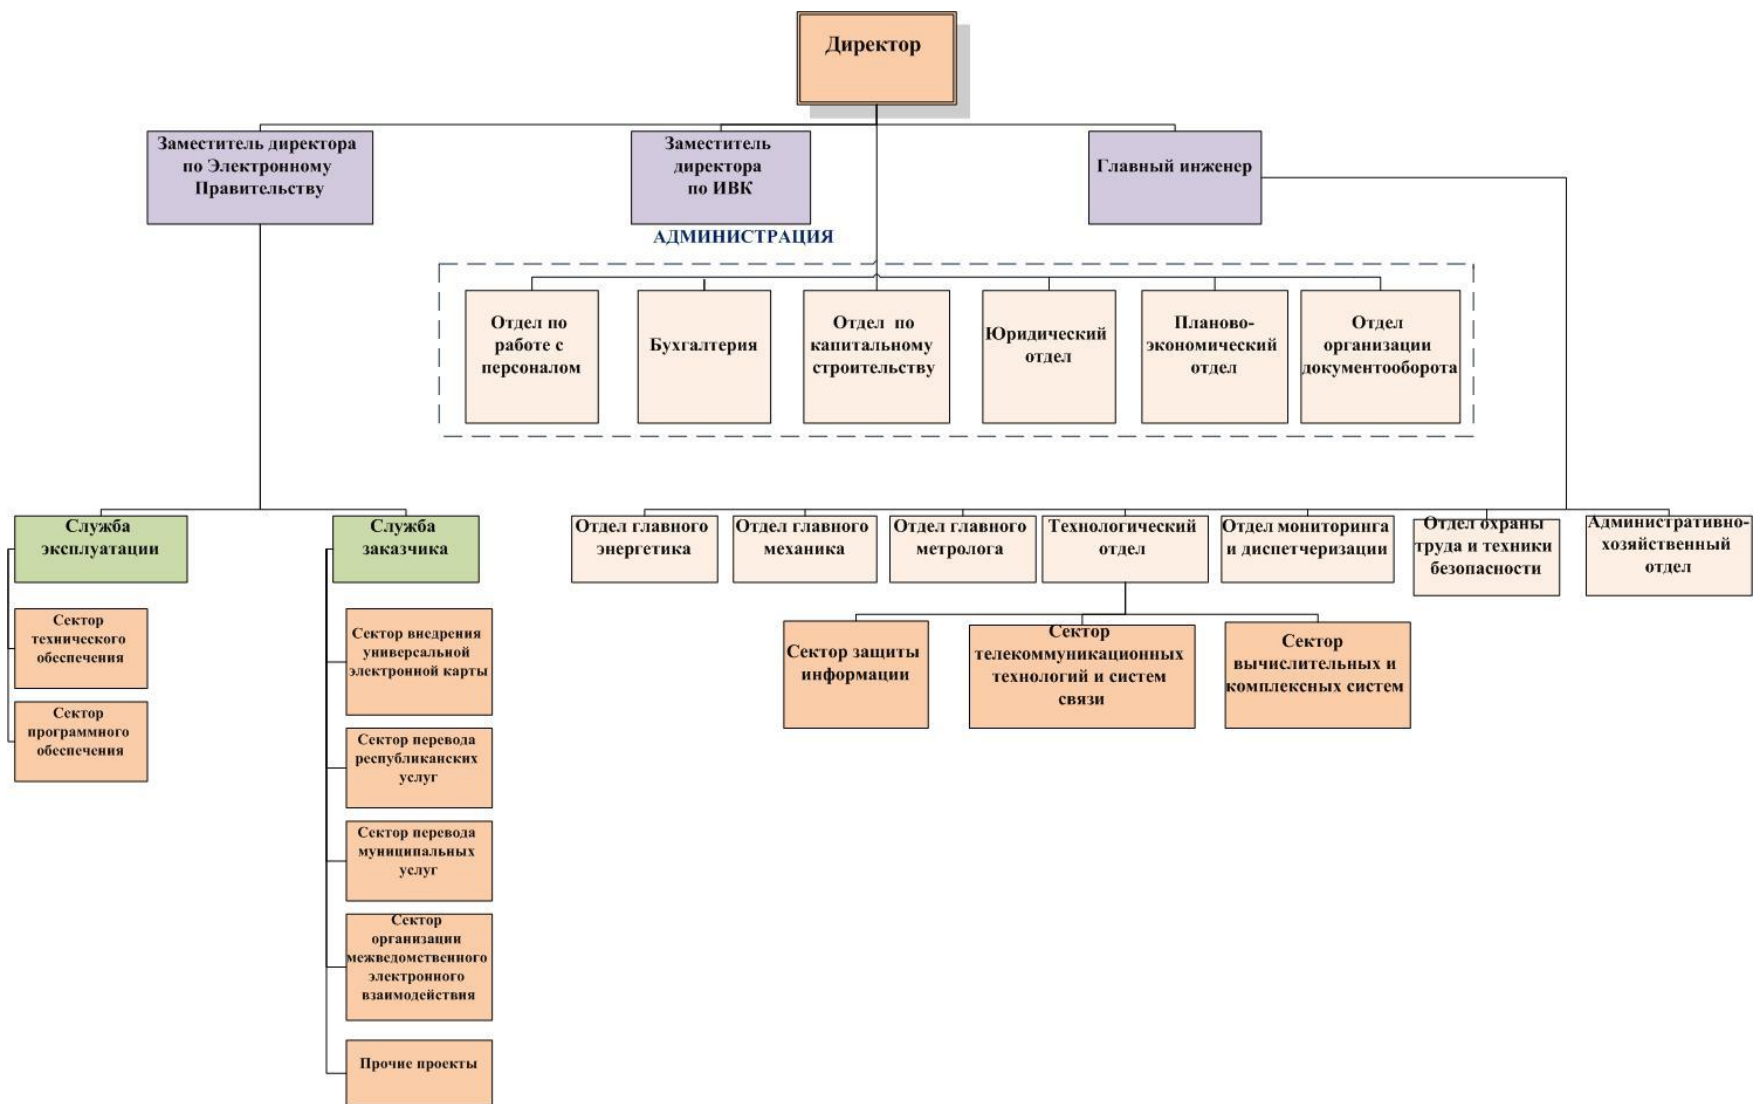 Директор
Заместитель директора
по Электронному
Правительству
Заместитель
директора
по ИВК
Главный инженер
АДМИНИСТРАЦИЯ
Отдел по
работе с
персоналом
Бухгалтерия
Отдел по
капитальному
строительству
Юридический
отдел
Планово-
экономический
отдел
Отдел
организации
документооборота
Служба
эксплуатации
Служба
заказчика
Отдел главного
энергетика
Отдел главного
механика
Отдел главного
метролога
Технологический
отдел
Отдел мониторинга
и диспетчеризации
Отдел охраны
труда и техники
безопасности
Административно-
хозяйственный
отдел
Сектор
технического
обеспечения
Сектор
программного
обеспечения
Сектор внедрения
универсальной
электронной карты
Сектор перевода
республиканских
услуг
Сектор перевода
муниципальных
услуг
Сектор
организации
межведомственного
электронного
взаимодействия
Прочие проекты
Сектор защиты
информации
Сектор
телекоммуникационных
технологий и систем
связи
Сектор
вычислительных и
комплексных систем